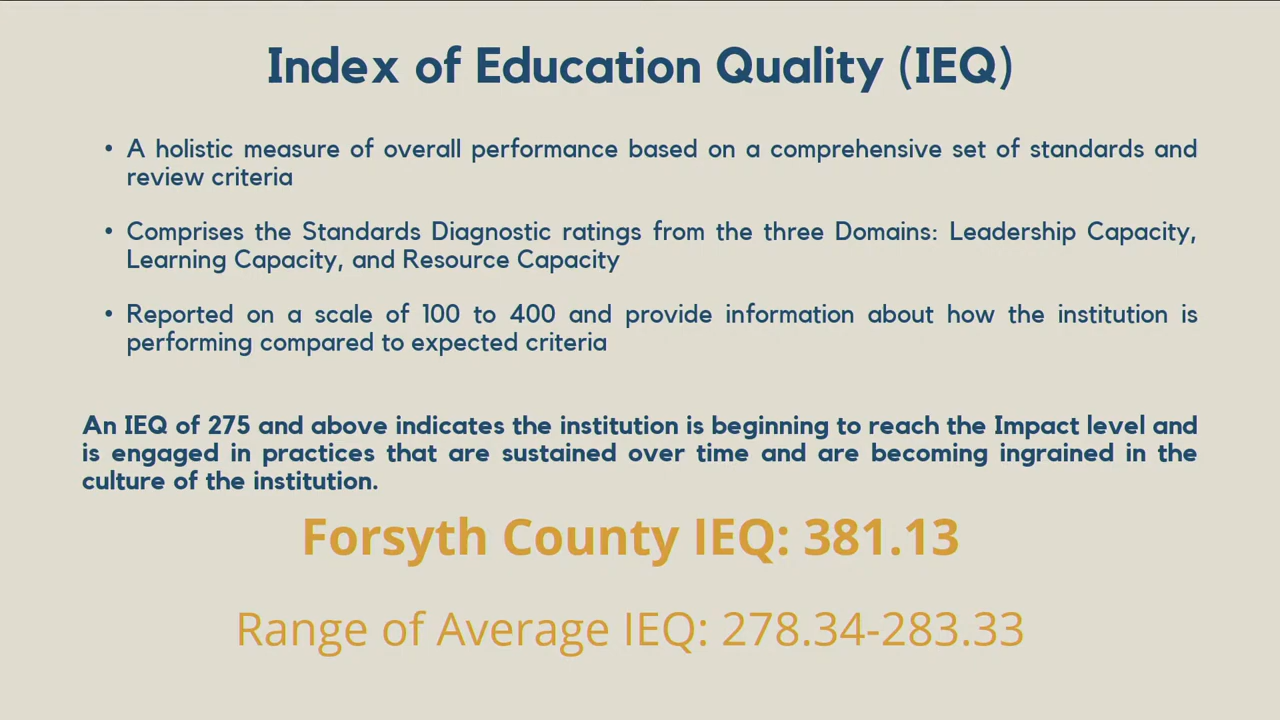 Index of Education Quality (IEQ)
• A holistic measure of overall performance based on a comprehensive set of standards and
review criteria
• Comprises the Standards Diagnostic ratings from the three Domains: Leadership Capacity,
Learning Capacity, and Resource Capacity
• Reported on a scale of 100 to 400 and provide information about how the institution is
performing compared to expected criteria
An IEQ of 275 and above indicates the institution is beginning to reach the Impact level and
is engaged in practices that are sustained over time and are becoming ingrained in the
culture of the institution.
Forsyth County IEQ: 381.13
Range of Average IEQ: 278.34-283.33